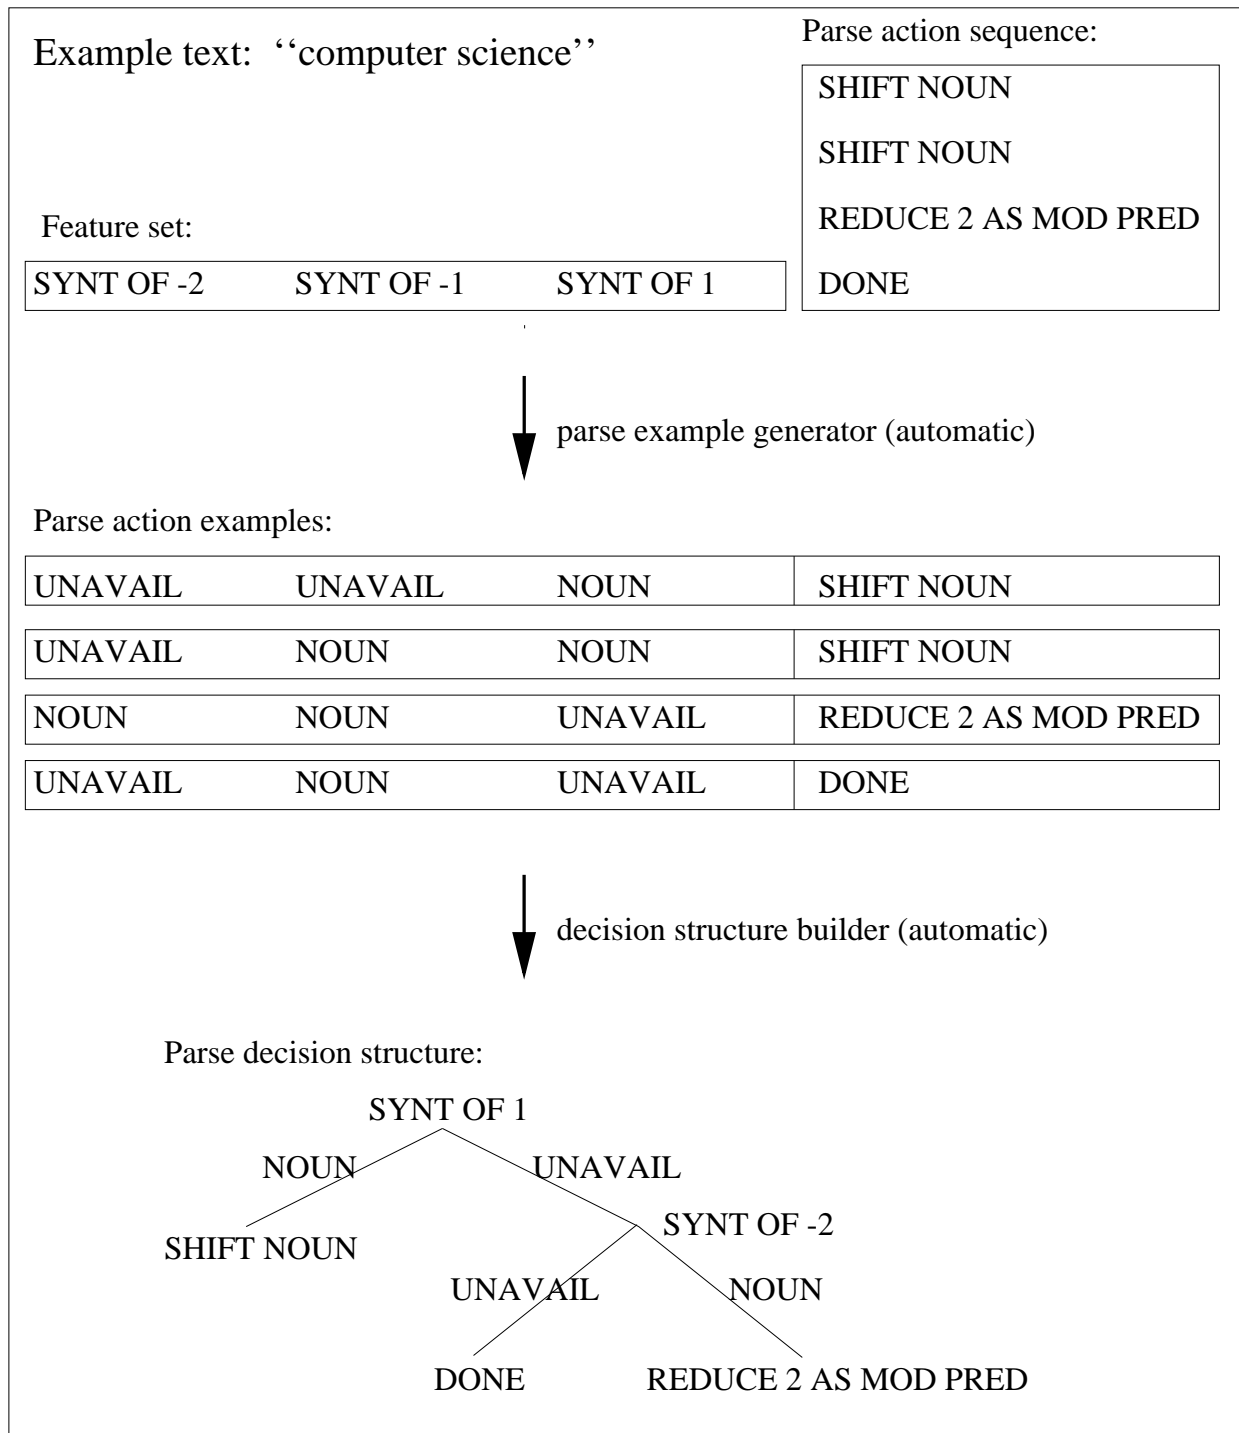 Example text: ‘‘computer science’’
Parse action sequence:
SHIFT NOUN
SHIFT NOUN
REDUCE 2 AS MOD PRED
DONE
Feature set:
SYNT OF -2 SYNT OF -1 SYNT OF 1
parse example generator (automatic)
Parse action examples:
UNAVAIL UNAVAIL NOUN SHIFT NOUN
UNAVAIL NOUN NOUN SHIFT NOUN
NOUN NOUN UNAVAIL REDUCE 2 AS MOD PRED
UNAVAIL NOUN UNAVAIL DONE
decision structure builder (automatic)
Parse decision structure:
SYNT OF 1
NOUN UNAVAIL
SHIFT NOUN
SYNT OF -2
UNAVAIL NOUN
DONE REDUCE 2 AS MOD PRED